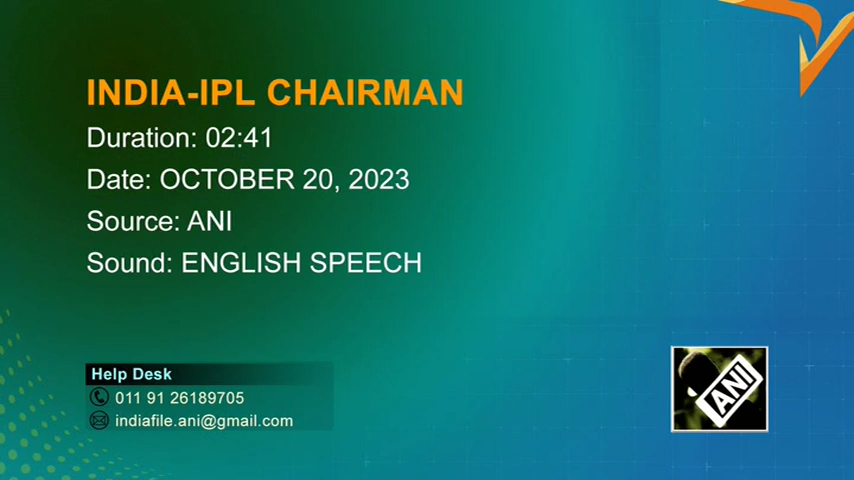 INDIA-IPL CHAIRMAN
Duration: 02:41
Date: OCTOBER 20, 2023
Source: ANI
Sound: ENGLISH SPEECH
Help Desk
011 91 26189705
indiafile.ani@gmail.com
ANI